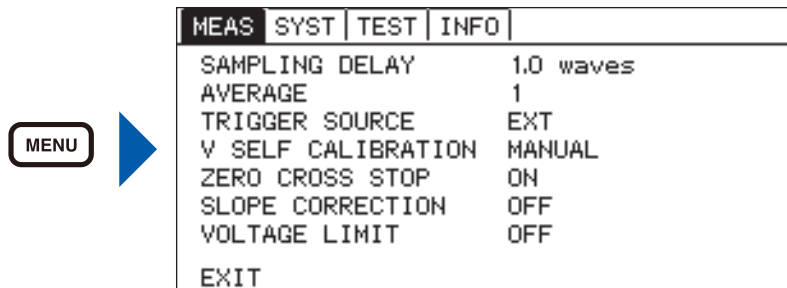 MENU
MEAS SYST TEST INFO
SAMPLING DELAY 1.0 waves
AVERAGE 1
TRIGGER SOURCE EXT
V SELF CALIBRATION MANUAL
ZERO CROSS STOP ON
SLOPE CORRECTION OFF
VOLTAGE LIMIT OFF
EXIT